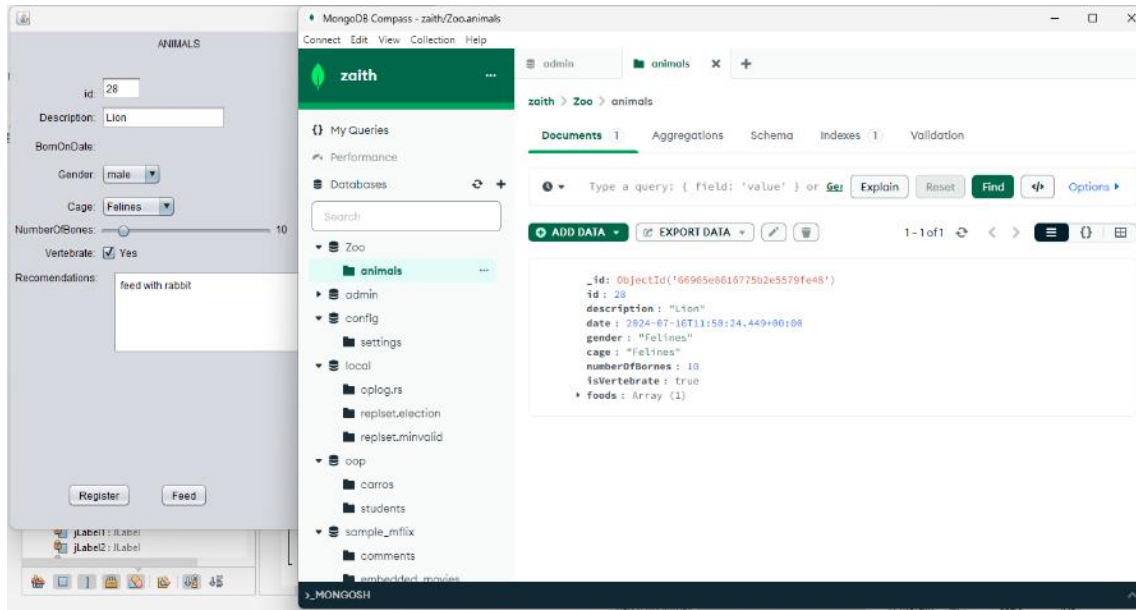 ANIMALS
id: 28
Description: Lion
BornOnDate:
Gender: male
Cage: Felines
NumberOfBones: 10
Vertebrate: Yes
Recomendations: feed with rabbit
Register Feed
jLabel1 : JLabel
jLabel2 : JLabel
MongoDB Compass - zaith/Zoo.animals
Connect Edit View Collection Help
zaith
My Queries
Performance
Databases
Search
Zoo
animals
admin
config
settings
local
oplog.rs
replset.election
replset.minvalid
oop
carros
students
sample_mflix
comments
embedded_movies
>_MONGOSH
admin animals
zaith > Zoo > animals
Documents 1 Aggregations Schema Indexes 1 Validation
Type a query: { field: 'value' } or Ge Explain Reset Find </> Options
ADD DATA EXPORT DATA 1-1 of 1 {}
_id: ObjectId('66965e8616775b2e5579fe48')
id : 28
description : "Lion"
date : 2024-07-16T11:50:24.449+00:00
gender : "Felines"
cage : "Felines"
numberOfBornes : 10
isVertebrate : true
foods : Array (1)